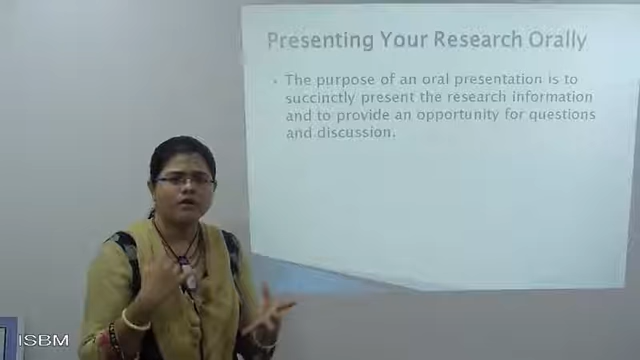 Presenting Your Research Orally
The purpose of an oral presentation is to
succinctly present the research information
and to provide an opportunity for questions
and discussion.
ISBM